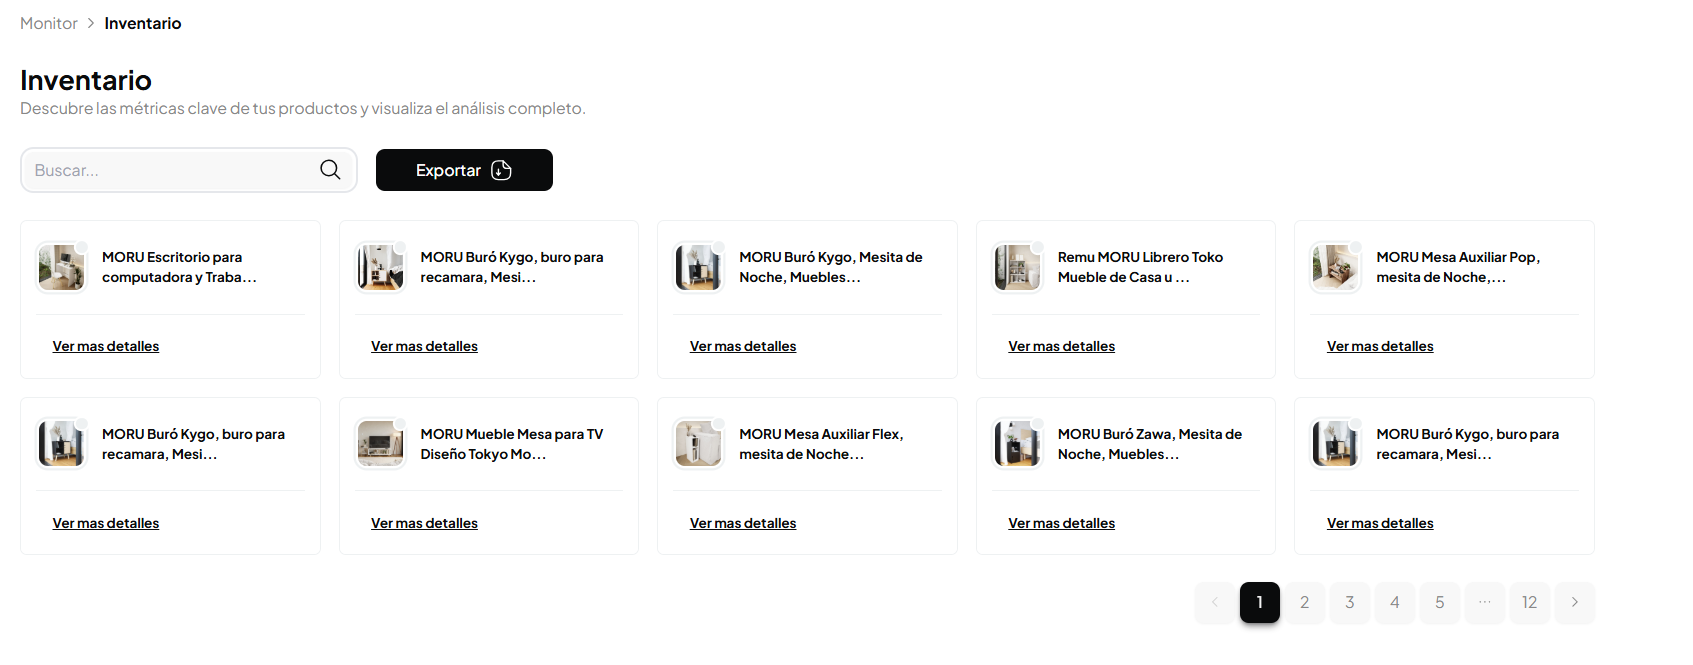 Monitor > Inventario
Inventario
Descubre las métricas clave de tus productos y visualiza el análisis completo.
Buscar...
Exportar
MORU Escritorio para
computadora y Traba...
Ver mas detalles
MORU Buró Kygo, buro para
recamara, Mesi...
Ver mas detalles
MORU Buró Kygo, Mesita de
Noche, Muebles...
Ver mas detalles
Remu MORU Librero Toko
Mueble de Casa u ...
Ver mas detalles
MORU Mesa Auxiliar Pop,
mesita de Noche,...
Ver mas detalles
MORU Buró Kygo, buro para
recamara, Mesi...
Ver mas detalles
MORU Mueble Mesa para TV
Diseño Tokyo Mo...
Ver mas detalles
MORU Mesa Auxiliar Flex,
mesita de Noche...
Ver mas detalles
MORU Buró Zawa, Mesita de
Noche, Muebles...
Ver mas detalles
MORU Buró Kygo, buro para
recamara, Mesi...
Ver mas detalles
< 1 2 3 4 5 ... 12 >